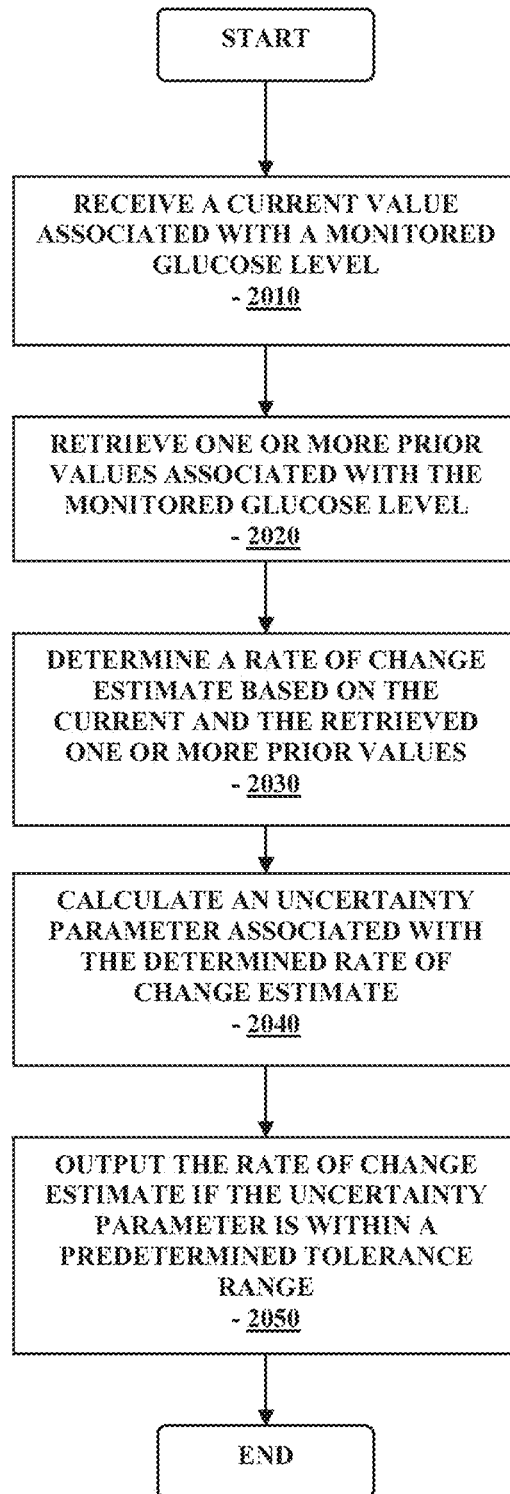 START
RECEIVE A CURRENT VALUE
ASSOCIATED WITH A MONITORED
GLUCOSE LEVEL
- 2010
RETRIEVE ONE OR MORE PRIOR
VALUES ASSOCIATED WITH THE
MONITORED GLUCOSE LEVEL
- 2020
DETERMINE A RATE OF CHANGE
ESTIMATE BASED ON THE
CURRENT AND THE RETRIEVED
ONE OR MORE PRIOR VALUES
- 2030
CALCULATE AN UNCERTAINTY
PARAMETER ASSOCIATED WITH
THE DETERMINED RATE OF
CHANGE ESTIMATE
- 2040
OUTPUT THE RATE OF CHANGE
ESTIMATE IF THE UNCERTAINTY
PARAMETER IS WITHIN A
PREDETERMINED TOLERANCE
RANGE
- 2050
END